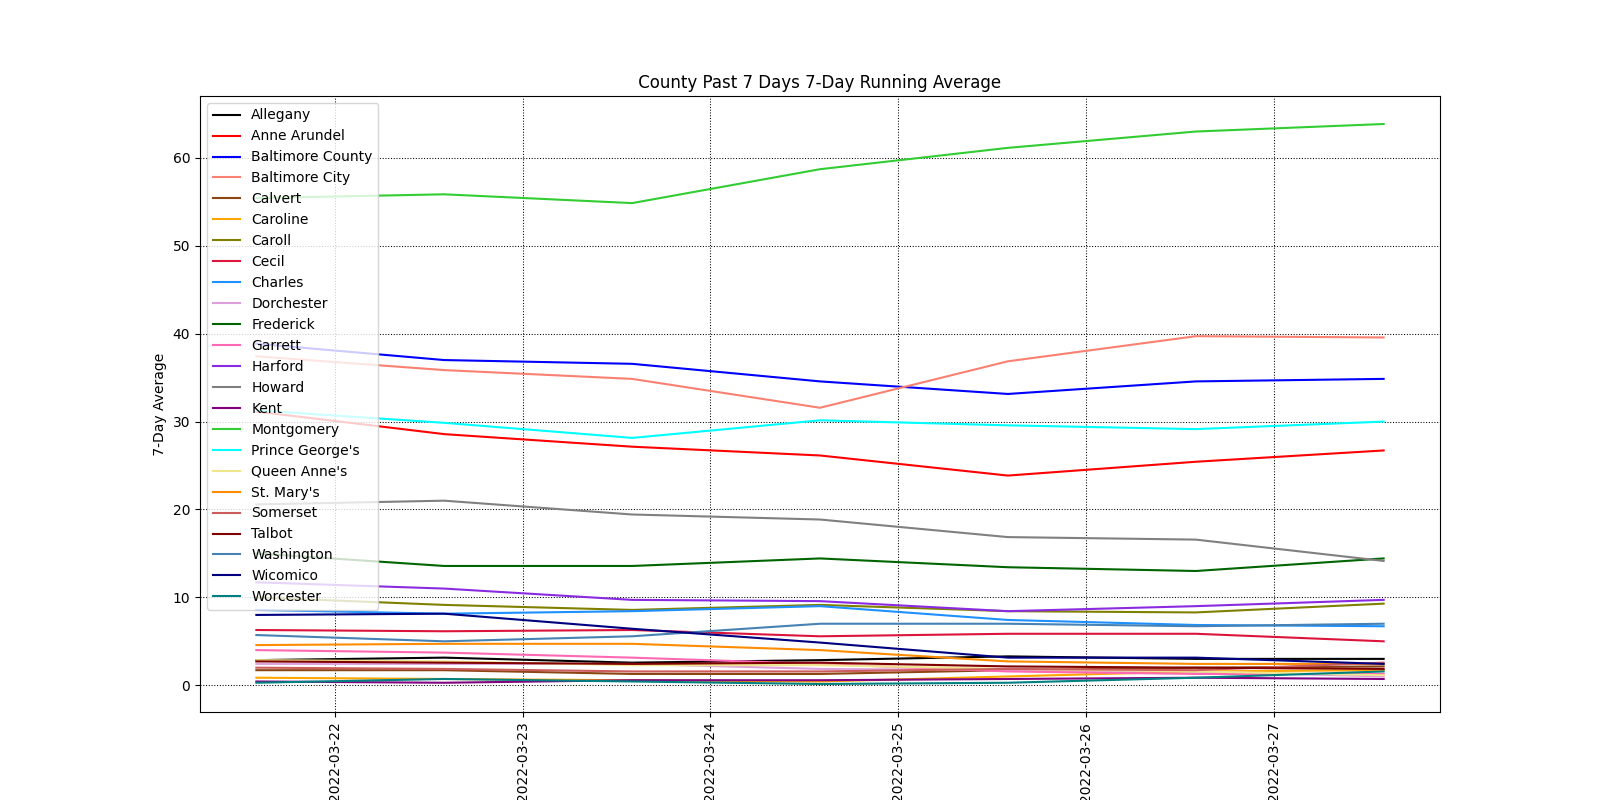 County Past 7 Days 7-Day Running Average
Allegany
Anne Arundel
Baltimore County
Baltimore City
Calvert
Caroline
Caroll
Cecil
Charles
Dorchester
Frederick
Garrett
Harford
Howard
Kent
Montgomery
Prince George's
Queen Anne's
St. Mary's
Somerset
Talbot
Washington
Wicomico
Worcester
7-Day Average
60
50
40
30
20
10
0
2022-03-22
2022-03-23
2022-03-24
2022-03-25
2022-03-26
2022-03-27